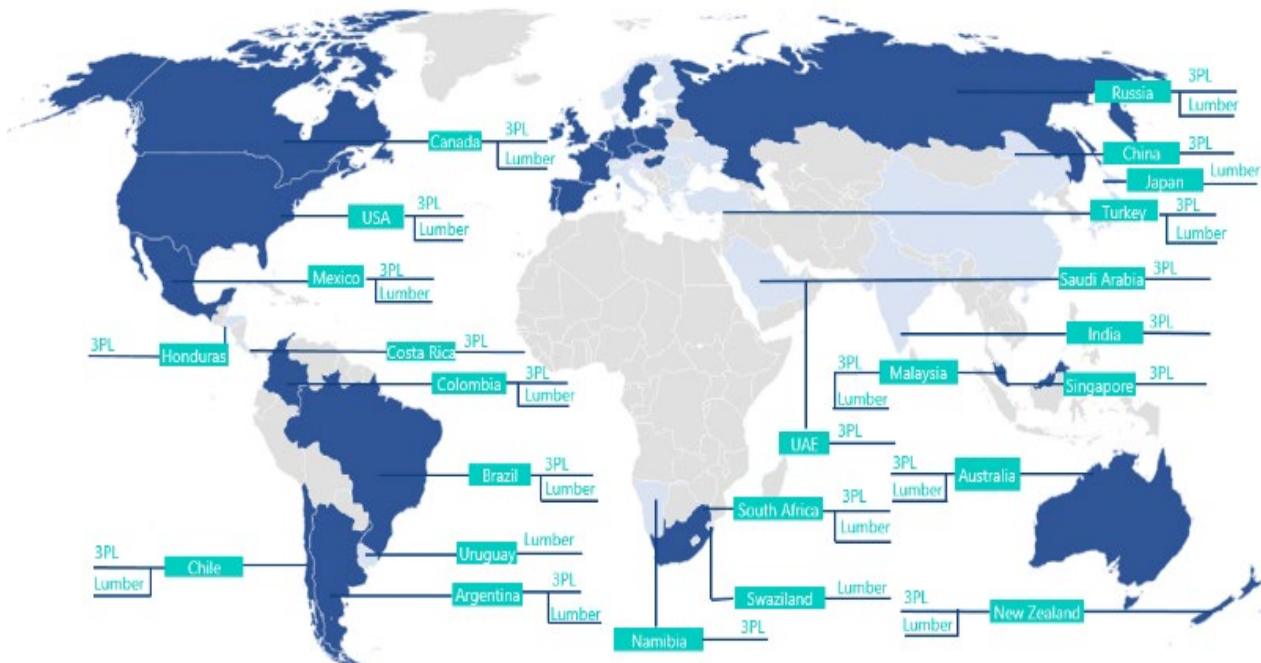 3PL
Russia
Lumber
3PL
Canada
Lumber
3PL
China
Lumber
Japan
3PL
USA
Lumber
3PL
Turkey
Lumber
3PL
Mexico
Lumber
3PL
Saudi Arabia
3PL
India
3PL
Honduras
3PL
Costa Rica
3PL
Colombia
Lumber
3PL
Malaysia
Lumber
3PL
Singapore
3PL
UAE
3PL
Brazil
Lumber
3PL
Australia
Lumber
3PL
South Africa
Lumber
Lumber
Uruguay
3PL
Chile
Lumber
3PL
Argentina
Lumber
Lumber
Swaziland
3PL
New Zealand
Lumber
3PL
Namibia